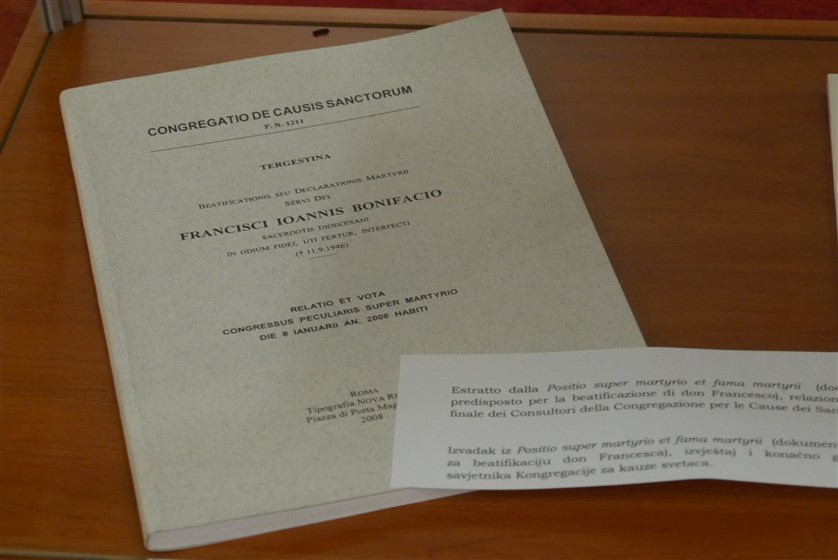 CONGREGATIO DE CAUSIS SANCTORUM
P. N. 1211
TERGESTINA
BEATIFICATIONIS SEU DECLARATIONIS MARTYRII
SERVI DEI
FRANCISCI IOANNIS BONIFACIO
SACERDOTIS DIOECESANI
IN ODIUM FIDEI, UTI FERTUR, INTERFECTI
(† 11.9.1946)
RELATIO ET VOTA
CONGRESSUS PECULIARIS SUPER MARTYRIO
DIE 8 IANUARII AN. 2008 HABITI
ROMA
Tipografia NOVA
Piazza di Porta
2008
Estratto dalla Positio super martyrio et fama martyrii
predisposto per la beatificazione di don Francesco),
finale dei Consultori della Congregazione per le Cause dei
Izvadak iz Positio super martyrio et fama martyrii
za beatifikaciju don Francesca), izvještaj i konačno
savjetnika Kongregacije za kauze svetaca.